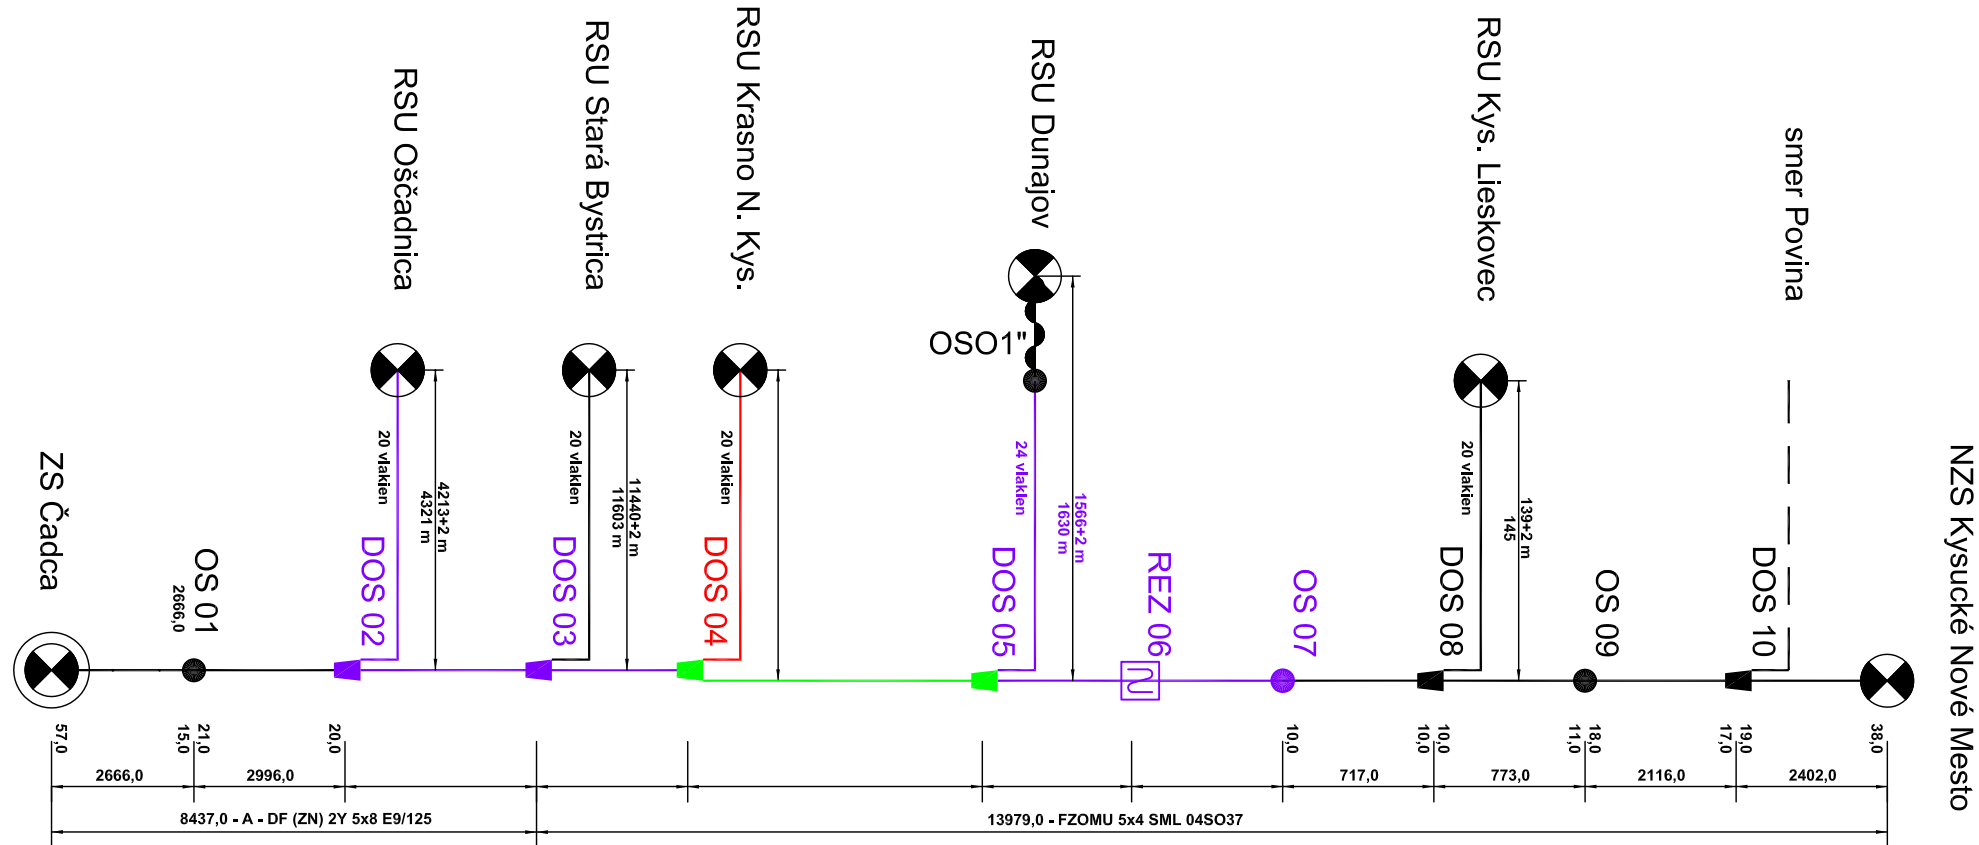 ZS Čadca
OS 01
2666,0
RSU Oščadnica
20 vlakien
4213+2 m
4321 m
DOS 02
RSU Stará Bystrica
20 vlakien
11440+2 m
11603 m
DOS 03
RSU Krasno N. Kys.
20 vlakien
DOS 04
RSU Dunajov
OSO1"
24 vlakien
1566+2 m
1630 m
DOS 05
REZ 06
OS 07
RSU Kys. Lieskovec
20 vlakien
139+2 m
145
DOS 08
OS 09
smer Povina
DOS 10
NZS Kysucké Nové Mesto
57,0
21,0
15,0
20,0
10,0
10,0
10,0
18,0
11,0
19,0
17,0
38,0
2666,0
2996,0
717,0
773,0
2116,0
2402,0
8437,0 - A - DF (ZN) 2Y 5x8 E9/125
13979,0 - FZOMU 5x4 SML 04SO37